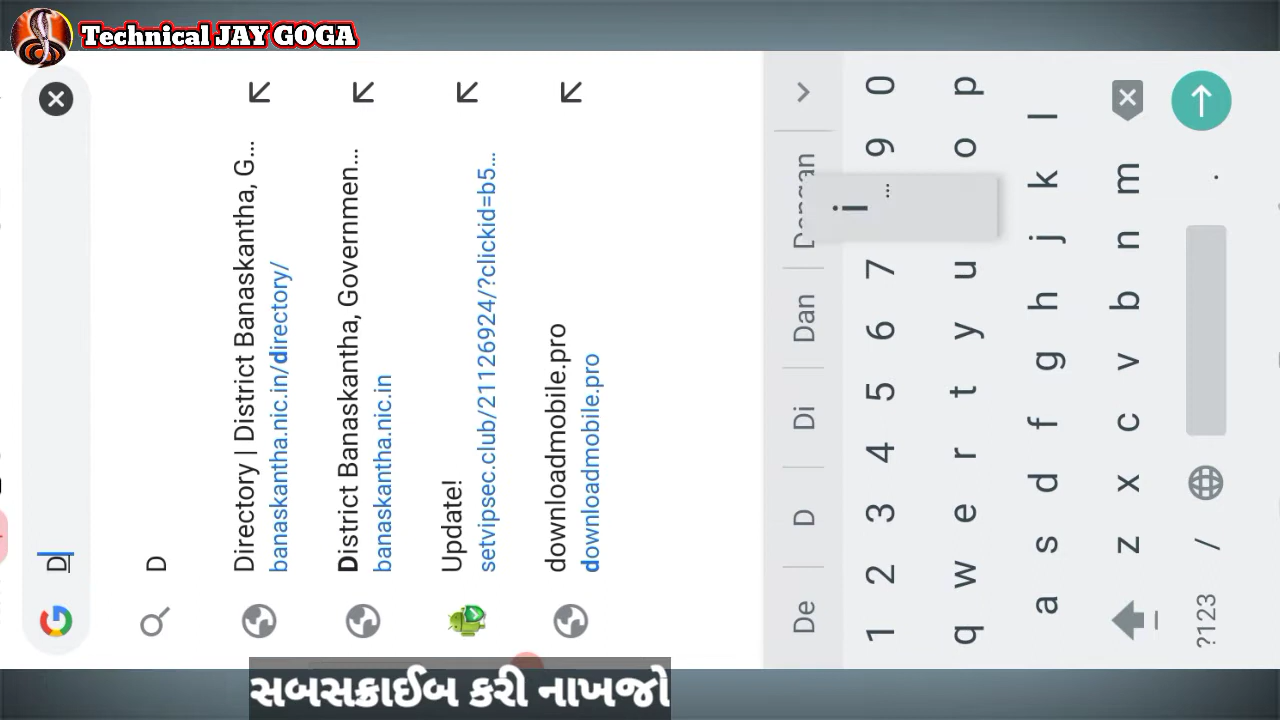 Technical JAY GOGA
D
D
Directory | District Banaskantha, G...
banaskantha.nic.in/directory/
District Banaskantha, Governmen...
banaskantha.nic.in
Update!
setvipsec.club/21126924/?clickid=b5...
downloadmobile.pro
downloadmobile.pro
De D Di Dan
1 2 3 4 5 6 7 i ... 9 0
q w e r t y u o p
a s d f g h j k l
z x c v b n m
?123 / .
સબસક્રાઈબ કરી નાખજો